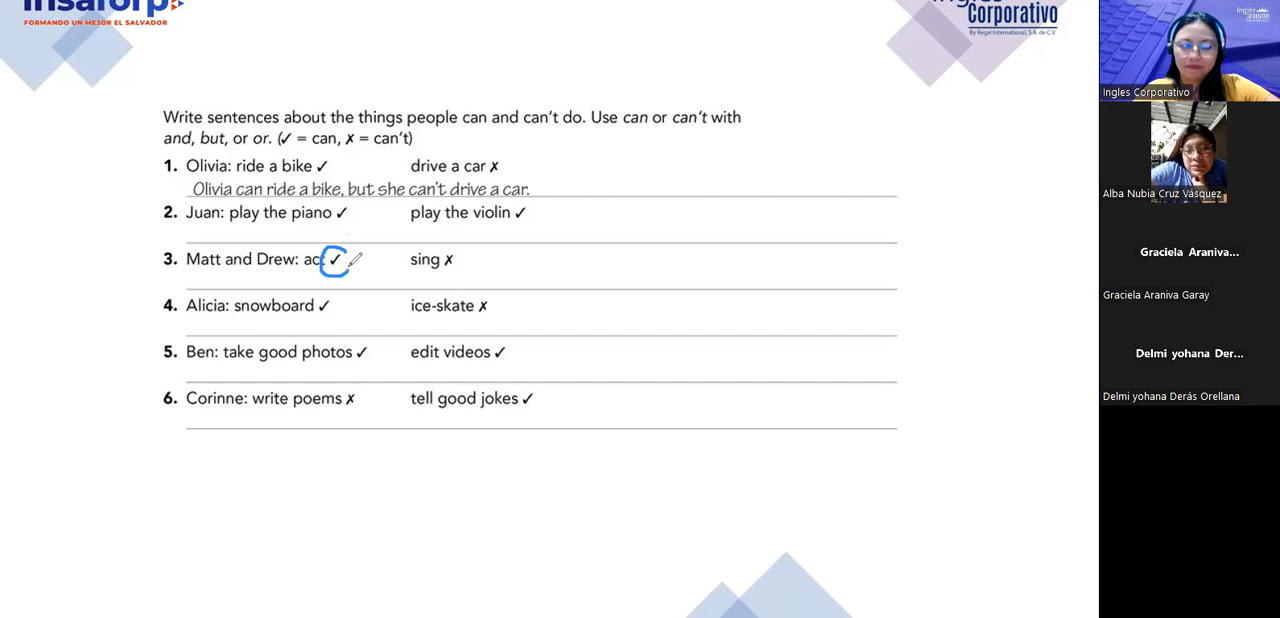 insaforp
FORMANDO UN MEJOR EL SALVADOR
Corporativo
By Regal International, S.A. de C.V.
Write sentences about the things people can and can't do. Use can or can't with
and, but, or or. (✓ = can, ✗ = can't)
1. Olivia: ride a bike ✓ drive a car ✗
Olivia can ride a bike, but she can't drive a car.
2. Juan: play the piano ✓ play the violin ✓
3. Matt and Drew: act ✓ sing ✗
4. Alicia: snowboard ✓ ice-skate ✗
5. Ben: take good photos ✓ edit videos ✓
6. Corinne: write poems ✗ tell good jokes ✓
Ingles Corporativo
Alba Nubia Cruz Vásquez
Graciela Araniva...
Graciela Araniva Garay
Delmi yohana Der...
Delmi yohana Derás Orellana